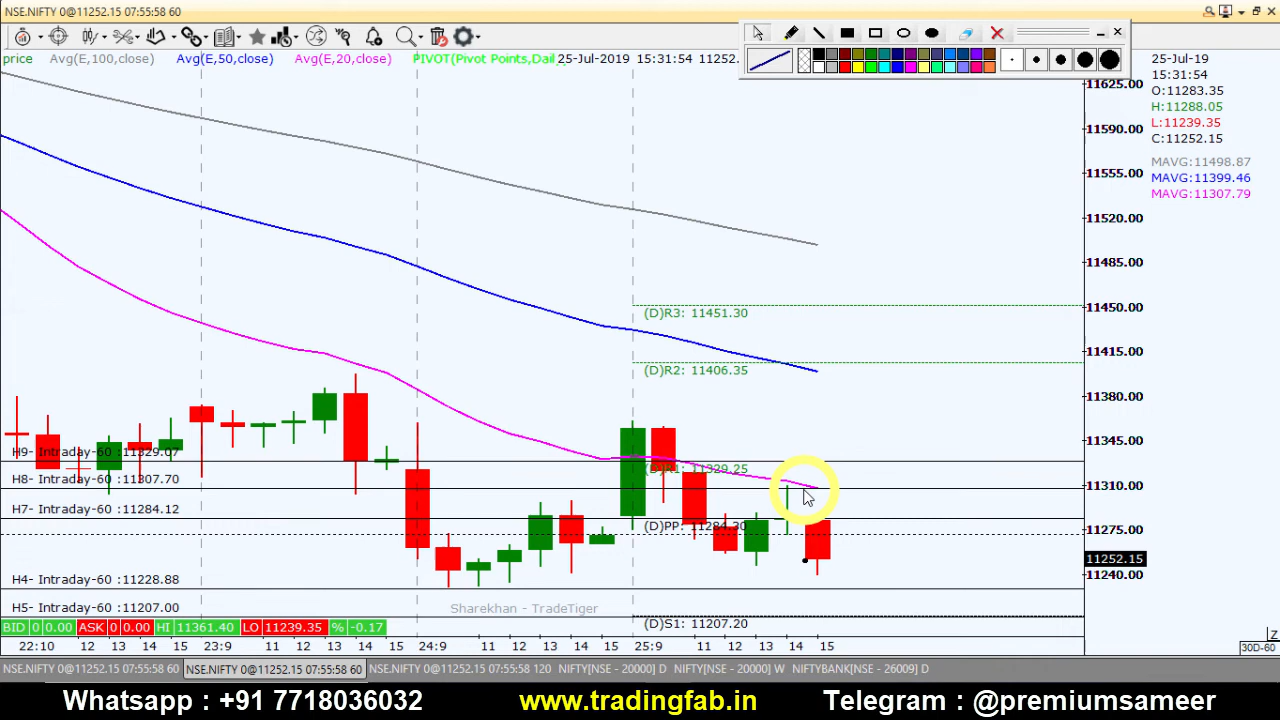 NSE.NIFTY 0@11252.15 07:55:58 60
price Avg(E,100,close) Avg(E,50,close) Avg(E,20,close) PIVOT(Pivot Points,Dail, 25-Jul-2019 15:31:54 11252.
25-Jul-19
15:31:54
O:11283.35
H:11288.05
L:11239.35
C:11252.15
MAVG:11498.87
MAVG:11399.46
MAVG:11307.79
11625.00
11590.00
11555.00
11520.00
11485.00
11450.00
11415.00
11380.00
11345.00
11310.00
11275.00
11252.15
11240.00
(D)R3: 11451.30
(D)R2: 11406.35
(D)R1: 11329.25
(D)PP: 11284.30
(D)S1: 11207.20
H9- Intraday-60 :11329.07
H8- Intraday-60 :11307.70
H7- Intraday-60 :11284.12
H4- Intraday-60 :11228.88
H5- Intraday-60 :11207.00
Sharekhan - TradeTiger
BID 0 0.00 ASK 0 0.00 HI 11361.40 LO 11239.35 % -0.17
22:10 12 13 14 15 23:9 11 12 13 14 15 24:9 11 12 13 14 15 25:9 11 12 13 14 15
Z
30D-60
NSE.NIFTY 0@11252.15 07:55:58 60 NSE.NIFTY 0@11252.15 07:55:58 60 NSE.NIFTY 0@11252.15 07:55:58 120 NIFTY[NSE - 20000] D NIFTY[NSE - 20000] W NIFTYBANK[NSE - 26009] D
Whatsapp : +91 7718036032 www.tradingfab.in Telegram : @premiumsameer